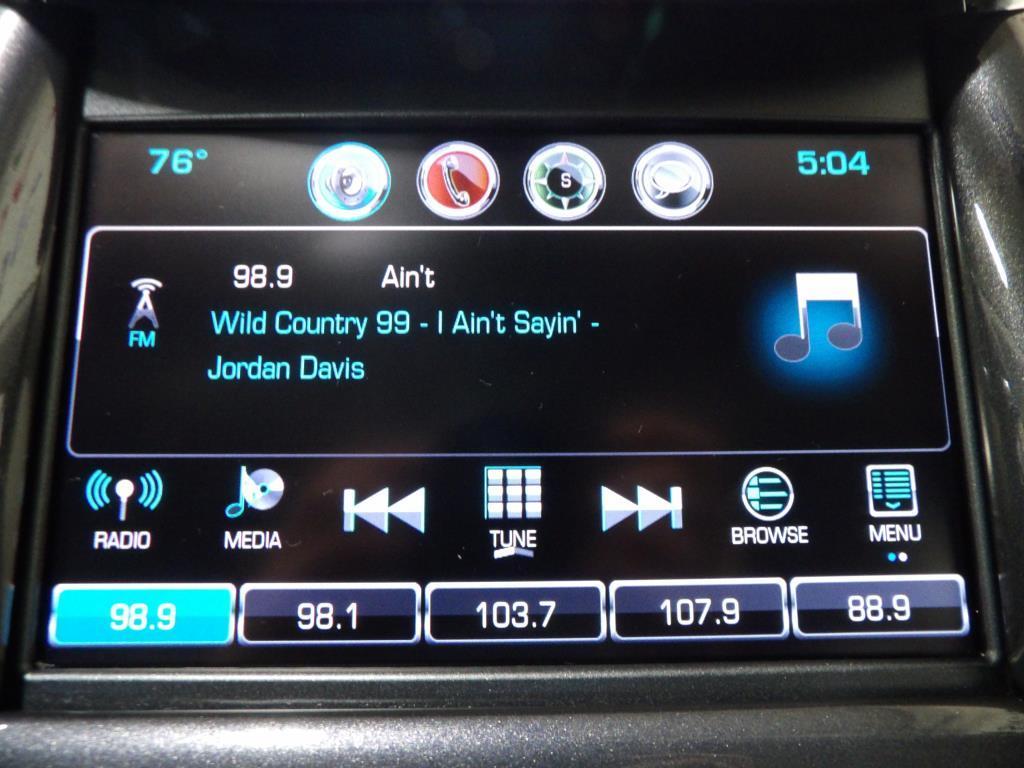 76°
S
5:04
98.9 Ain't
FM
Wild Country 99 - I Ain't Sayin' -
Jordan Davis
RADIO
MEDIA
TUNE
BROWSE
MENU
98.9
98.1
103.7
107.9
88.9